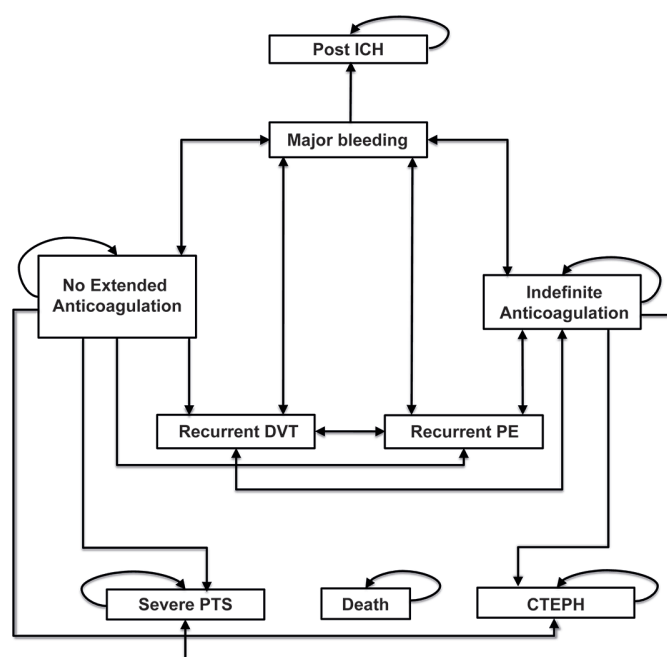 Post ICH
Major bleeding
No Extended
Anticoagulation
Indefinite
Anticoagulation
Recurrent DVT
Recurrent PE
Severe PTS
Death
CTEPH